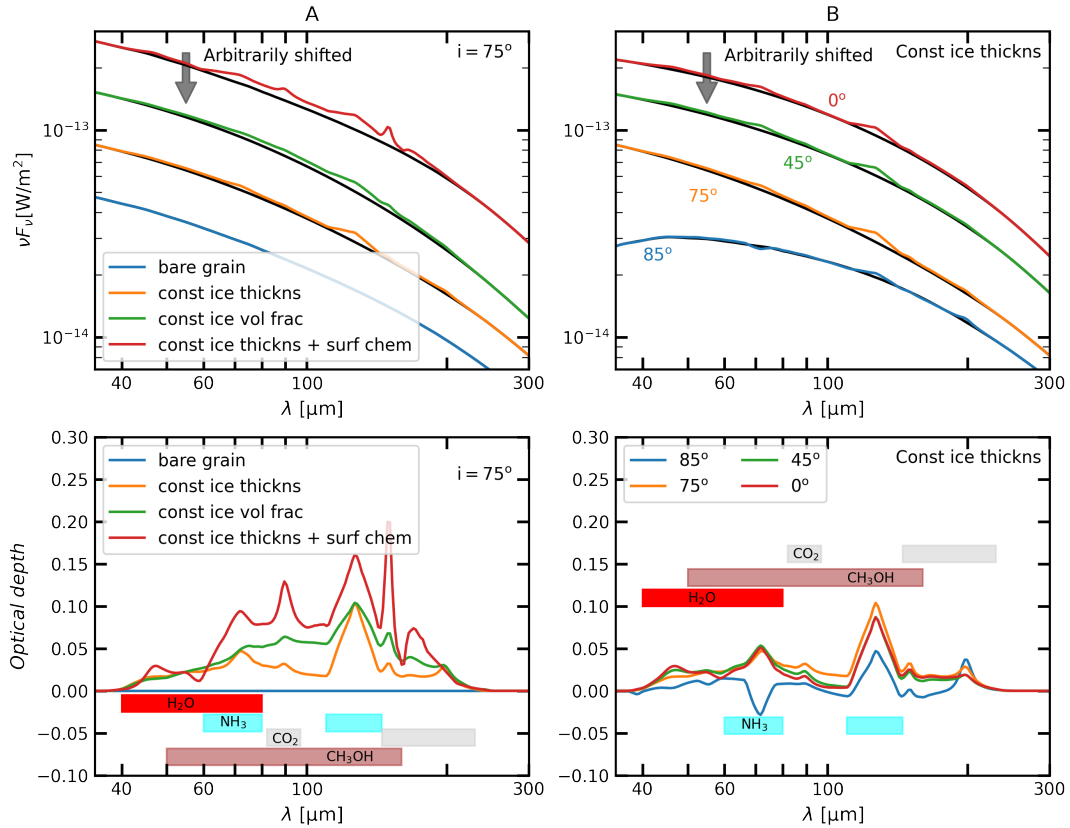 A
B
Arbitrarily shifted
i = 75°
νFν[W/m²]
10⁻¹³
10⁻¹⁴
bare grain
const ice thickns
const ice vol frac
const ice thickns + surf chem
40 60 100 300
λ [μm]
Arbitrarily shifted
Const ice thickns
0°
45°
75°
85°
10⁻¹³
10⁻¹⁴
40 60 100 300
λ [μm]
Optical depth
0.30
0.25
0.20
0.15
0.10
0.05
0.00
−0.05
−0.10
bare grain
const ice thickns
const ice vol frac
const ice thickns + surf chem
i = 75°
H₂O
NH₃
CO₂
CH₃OH
40 60 100 300
λ [μm]
0.30
0.25
0.20
0.15
0.10
0.05
0.00
−0.05
−0.10
85° 45°
75° 0°
Const ice thickns
CO₂
CH₃OH
H₂O
NH₃
40 60 100 300
λ [μm]